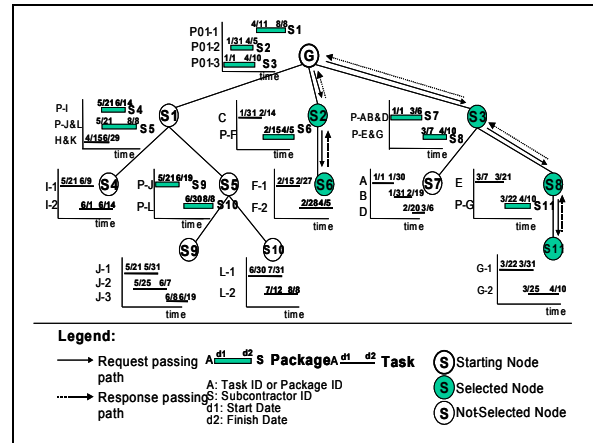 4/11 8/8
P01-1 S1
1/31 4/5
P01-2 S2
1/1 4/10
P01-3 S3
time
G
5/21 6/14
P-I S4
5/21 8/8
P-J&L S5
H&K 4/15 6/29
time
S1
C 1/31 2/14
P-F 2/15 4/5 S6
time
S2
P-AB&D 1/1 3/6 S7
P-E&G 3/7 4/10 S8
time
S3
I-1 5/21 6/9
I-2 6/1 6/14
time
S4
P-J 5/21 6/19 S9
P-L 6/30 8/8 S10
time
S5
F-1 2/15 2/27
F-2 2/28 4/5
time
S6
A 1/1 1/30
B 1/31 2/19
D 2/20 3/6
time
S7
E 3/7 3/21
P-G 3/22 4/10 S11
time
S8
J-1 5/21 5/31
J-2 5/25 6/7
J-3 6/8 6/19
time
S9
L-1 6/30 7/31
L-2 7/12 8/8
time
S10
G-1 3/22 3/31
G-2 3/25 4/10
time
S11
Legend:
Request passing path
Response passing path
A d1 d2 S Package
A d1 d2 Task
A: Task ID or Package ID
S: Subcontractor ID
d1: Start Date
d2: Finish Date
S Starting Node
S Selected Node
S Not-Selected Node